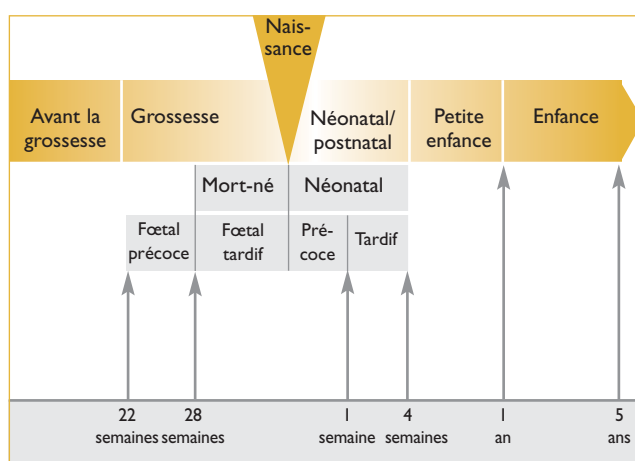 Nais-
sance
Avant la
grossesse
Grossesse
Néonatal/
postnatal
Petite
enfance
Enfance
Mort-né
Néonatal
Fœtal
précoce
Fœtal
tardif
Pré-
coce
Tardif
22
semaines
28
semaines
1
semaine
4
semaines
1
an
5
ans